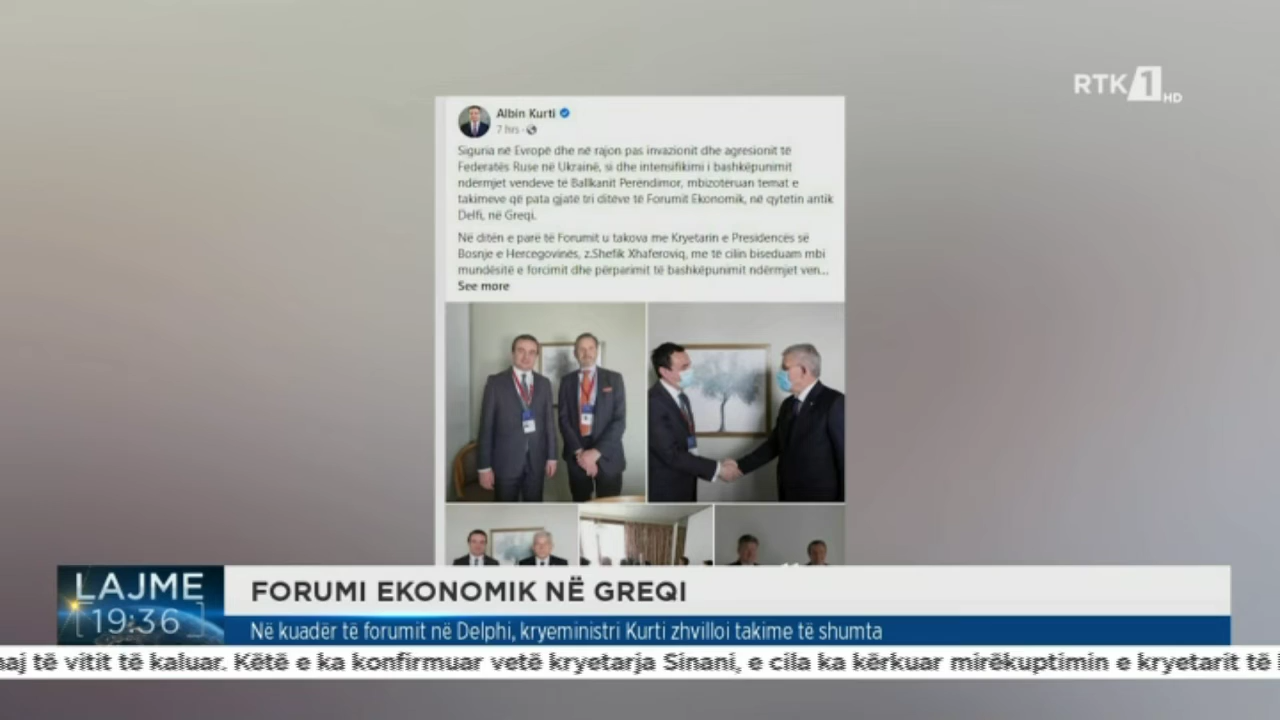 RTK 1 HD
Albin Kurti
7 hrs ·
Siguria në Evropë dhe në rajon pas invazionit dhe agresionit të
Federatës Ruse në Ukrainë, si dhe intensifikimi i bashkëpunimit
ndërmjet vendeve të Ballkanit Perëndimor, mbizotëruan temat e
takimeve që pata gjatë tri ditëve të Forumit Ekonomik, në qytetin antik
Delfi, në Greqi.
Në ditën e parë të Forumit u takova me Kryetarin e Presidencës së
Bosnje e Hercegovinës, z.Shefik Xhaferoviq, me të cilin biseduam mbi
mundësitë e forcimit dhe përparimit të bashkëpunimit ndërmjet ven...
See more
LAJME
19:36
FORUMI EKONOMIK NË GREQI
Në kuadër të forumit në Delphi, kryeministri Kurti zhvilloi takime të shumta
naj të vitit të kaluar. Këtë e ka konfirmuar vetë kryetarja Sinani, e cila ka kërkuar mirëkuptimin e kryetarit të